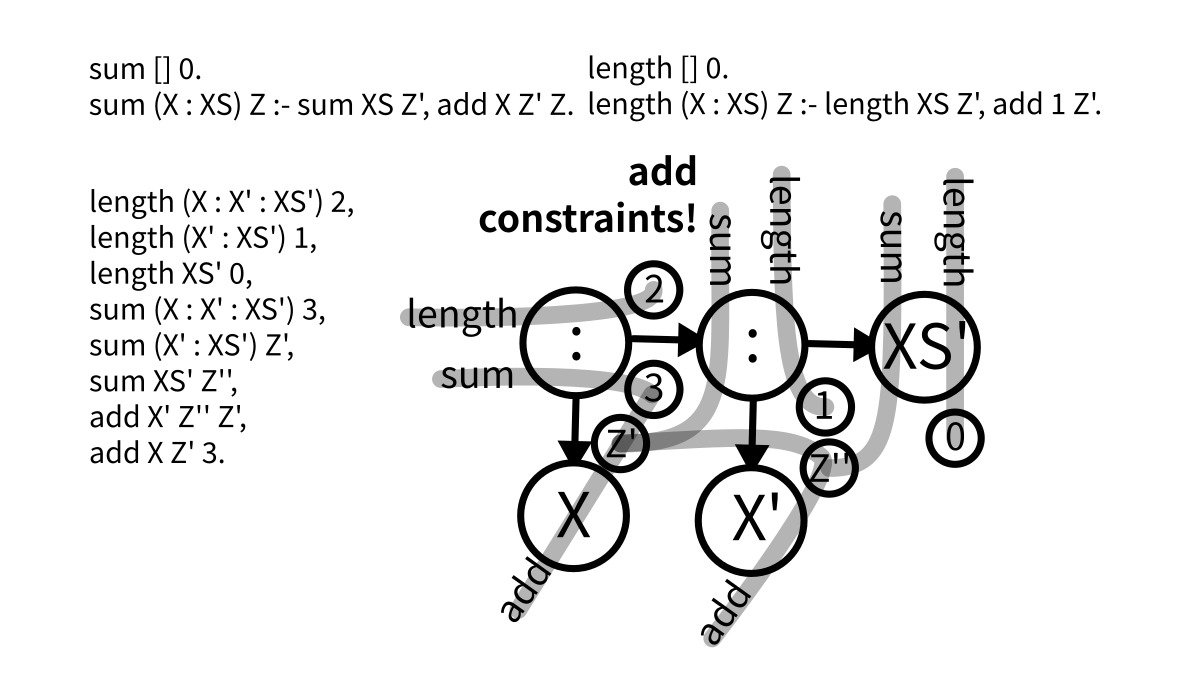 sum [] 0.
sum (X : XS) Z :- sum XS Z', add X Z' Z.
length [] 0.
length (X : XS) Z :- length XS Z', add 1 Z'.
length (X : X' : XS') 2,
length (X' : XS') 1,
length XS' 0,
sum (X : X' : XS') 3,
sum (X' : XS') Z',
sum XS' Z'',
add X' Z'' Z',
add X Z' 3.
add
constraints!
sum
length
sum
length
length
2
:
:
XS'
sum
3
1
Z'
0
Z''
X
X'
add
add